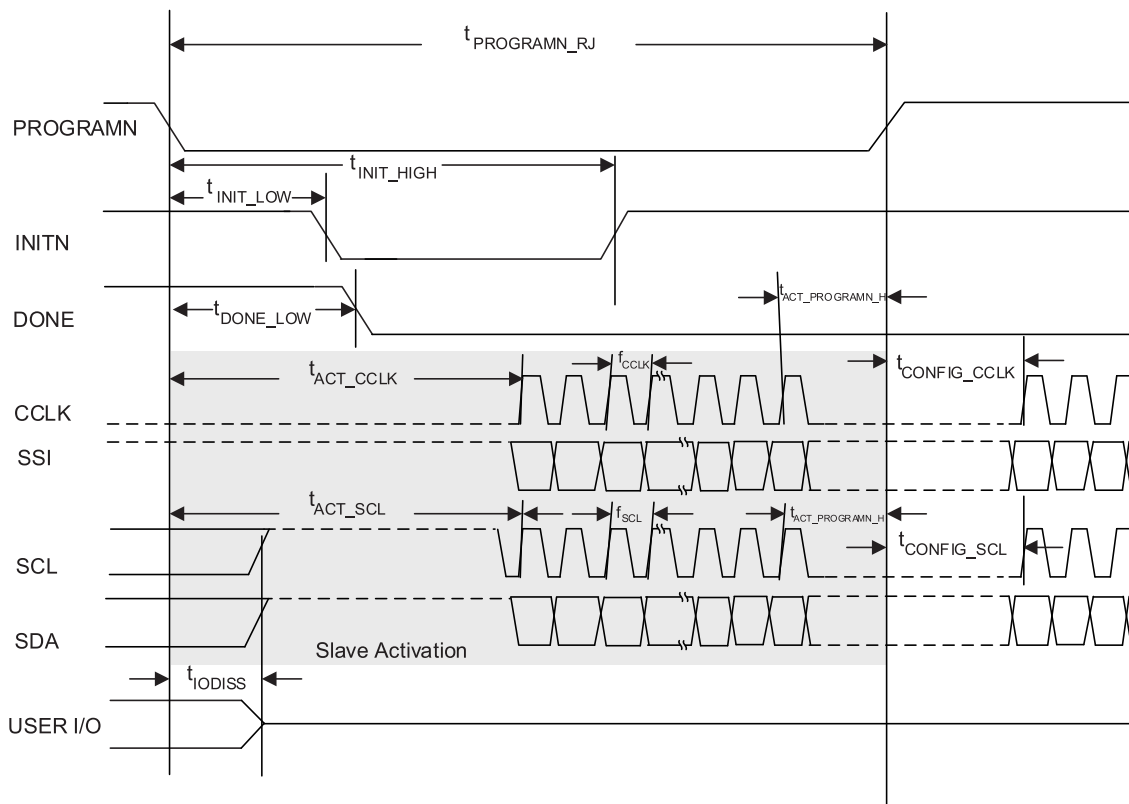 tPROGRAMN_RJ
PROGRAMN
tINIT_HIGH
tINIT_LOW
INITN
tACT_PROGRAMN_H
DONE
tDONE_LOW
fCCLK
tACT_CCLK
tCONFIG_CCLK
CCLK
SSI
tACT_SCL
fSCL
tACT_PROGRAMN_H
tCONFIG_SCL
SCL
SDA
Slave Activation
tIODISS
USER I/O